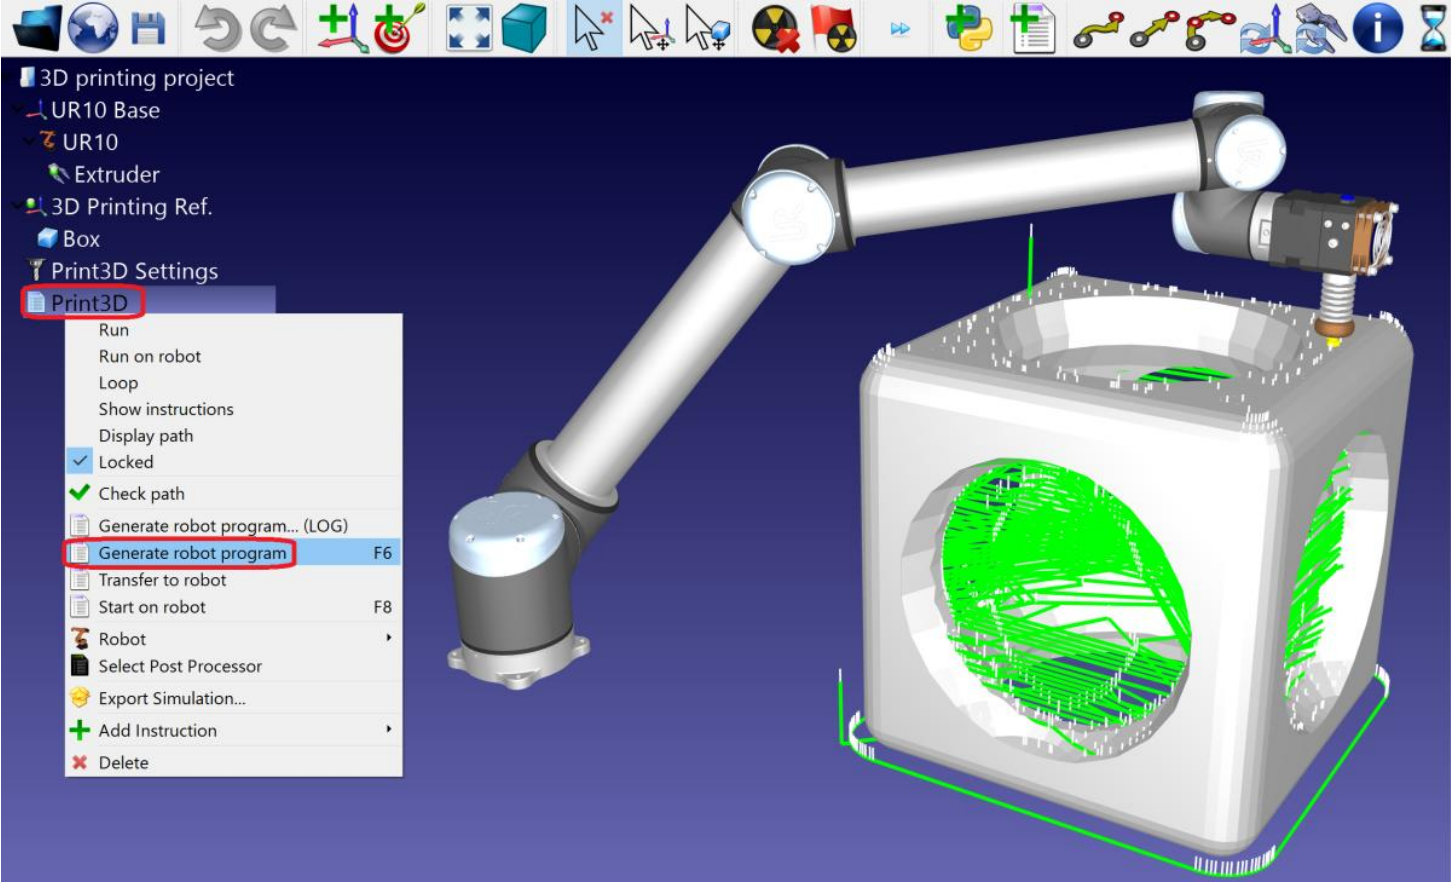 3D printing project
UR10 Base
UR10
Extruder
3D Printing Ref.
Box
Print3D Settings
Print3D
Run
Run on robot
Loop
Show instructions
Display path
Locked
Check path
Generate robot program... (LOG)
Generate robot program F6
Transfer to robot
Start on robot F8
Robot
Select Post Processor
Export Simulation...
Add Instruction
Delete